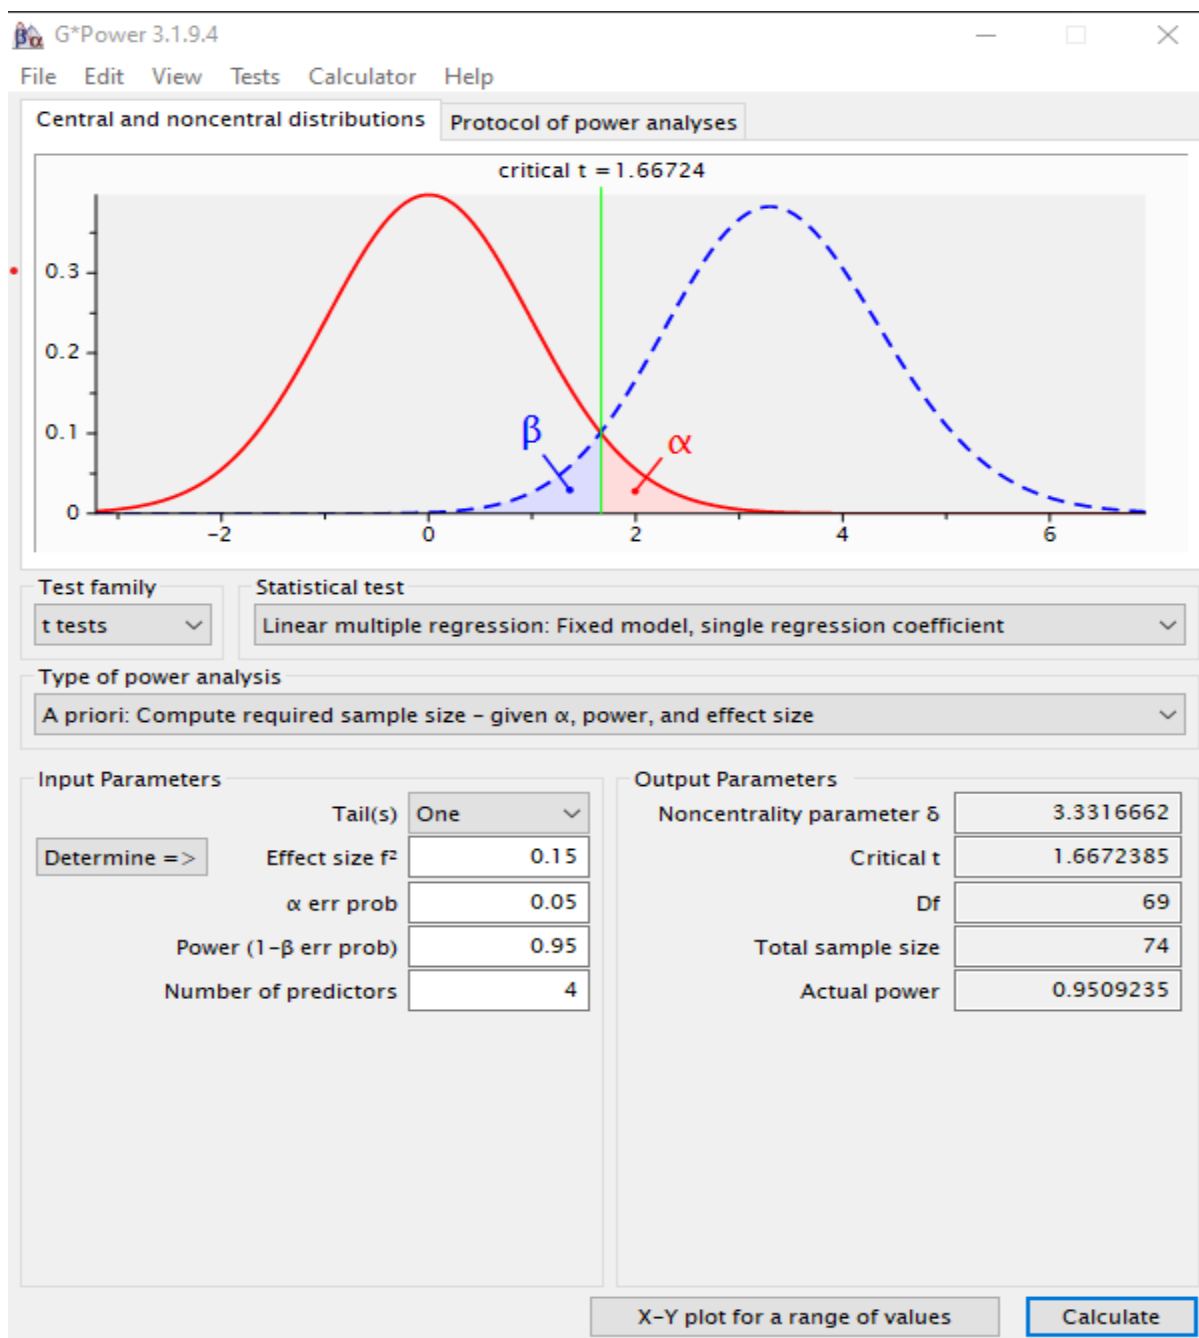 G*Power 3.1.9.4
File Edit View Tests Calculator Help
Central and noncentral distributions Protocol of power analyses
critical t = 1.66724
0.3
0.2
0.1
0
β
α
-2 0 2 4 6
Test family Statistical test
t tests Linear multiple regression: Fixed model, single regression coefficient
Type of power analysis
A priori: Compute required sample size – given α, power, and effect size
Input Parameters
Tail(s) One
Determine => Effect size f² 0.15
α err prob 0.05
Power (1-β err prob) 0.95
Number of predictors 4
Output Parameters
Noncentrality parameter δ 3.3316662
Critical t 1.6672385
Df 69
Total sample size 74
Actual power 0.9509235
X-Y plot for a range of values Calculate